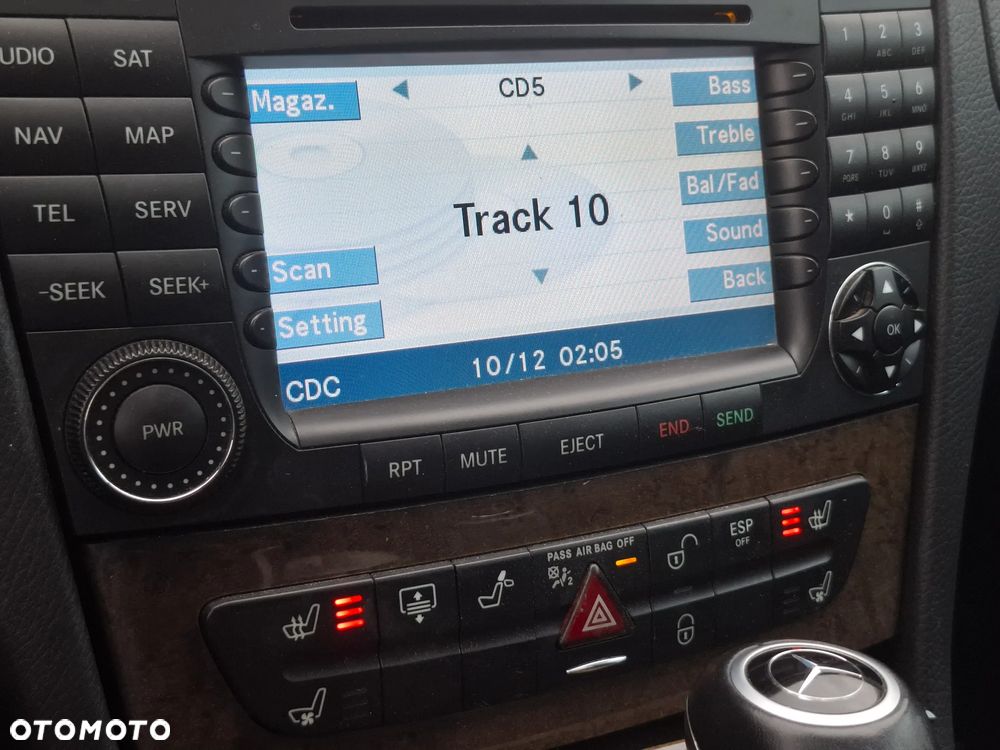 UDIO SAT
NAV MAP
TEL SERV
-SEEK SEEK+
PWR
Magaz.
CD5
Bass
Treble
Bal/Fad
Sound
Back
Track 10
Scan
Setting
CDC
10/12 02:05
1 2 ABC 3 DEF
4 GHI 5 JKL 6 MNO
7 PQRS 8 TUV 9 WXYZ
* 0 #
OK
RPT MUTE EJECT END SEND
PASS AIR BAG OFF
ESP
OFF
OTOMOTO